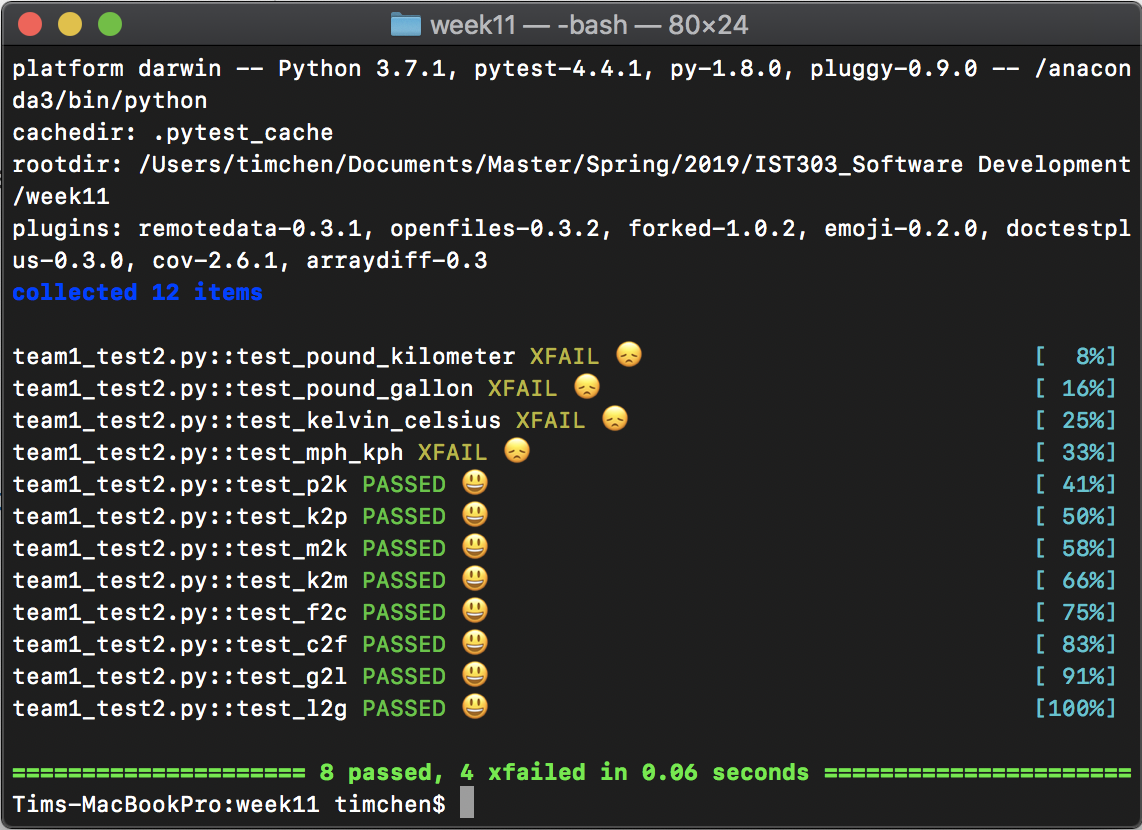 week11 — -bash — 80×24
platform darwin -- Python 3.7.1, pytest-4.4.1, py-1.8.0, pluggy-0.9.0 -- /anacon
da3/bin/python
cachedir: .pytest_cache
rootdir: /Users/timchen/Documents/Master/Spring/2019/IST303_Software Development
/week11
plugins: remotedata-0.3.1, openfiles-0.3.2, forked-1.0.2, emoji-0.2.0, doctestpl
us-0.3.0, cov-2.6.1, arraydiff-0.3
collected 12 items
team1_test2.py::test_pound_kilometer XFAIL 😞 [  8%]
team1_test2.py::test_pound_gallon XFAIL 😞 [ 16%]
team1_test2.py::test_kelvin_celsius XFAIL 😞 [ 25%]
team1_test2.py::test_mph_kph XFAIL 😞 [ 33%]
team1_test2.py::test_p2k PASSED 😃 [ 41%]
team1_test2.py::test_k2p PASSED 😃 [ 50%]
team1_test2.py::test_m2k PASSED 😃 [ 58%]
team1_test2.py::test_k2m PASSED 😃 [ 66%]
team1_test2.py::test_f2c PASSED 😃 [ 75%]
team1_test2.py::test_c2f PASSED 😃 [ 83%]
team1_test2.py::test_g2l PASSED 😃 [ 91%]
team1_test2.py::test_l2g PASSED 😃 [100%]
===================== 8 passed, 4 xfailed in 0.06 seconds ======================
Tims-MacBookPro:week11 timchen$